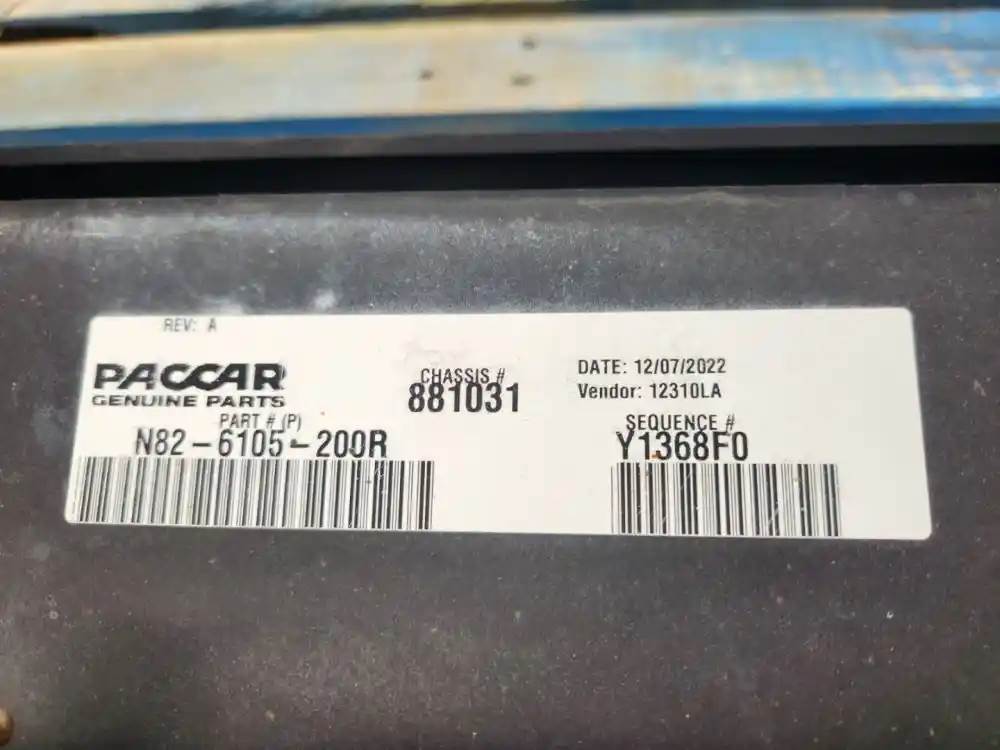 REV: A
PACCAR
GENUINE PARTS
PART # (P)
N82-6105-200R
CHASSIS #
881031
DATE: 12/07/2022
Vendor: 12310LA
SEQUENCE #
Y1368F0